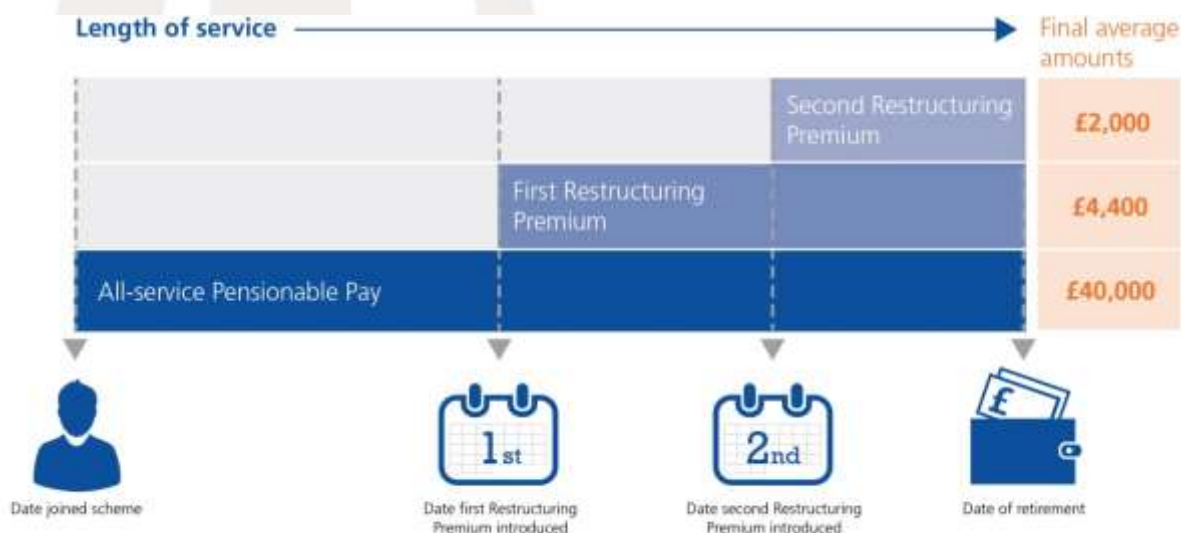 Length of service
Final average
amounts
Second Restructuring
Premium
£2,000
First Restructuring
Premium
£4,400
All-service Pensionable Pay
£40,000
1st
2nd
£
Date joined scheme
Date first Restructuring
Premium introduced
Date second Restructuring
Premium introduced
Date of retirement